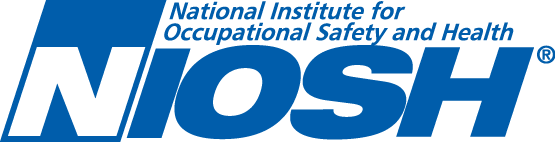 National Institute for
Occupational Safety and Health
NIOSH®